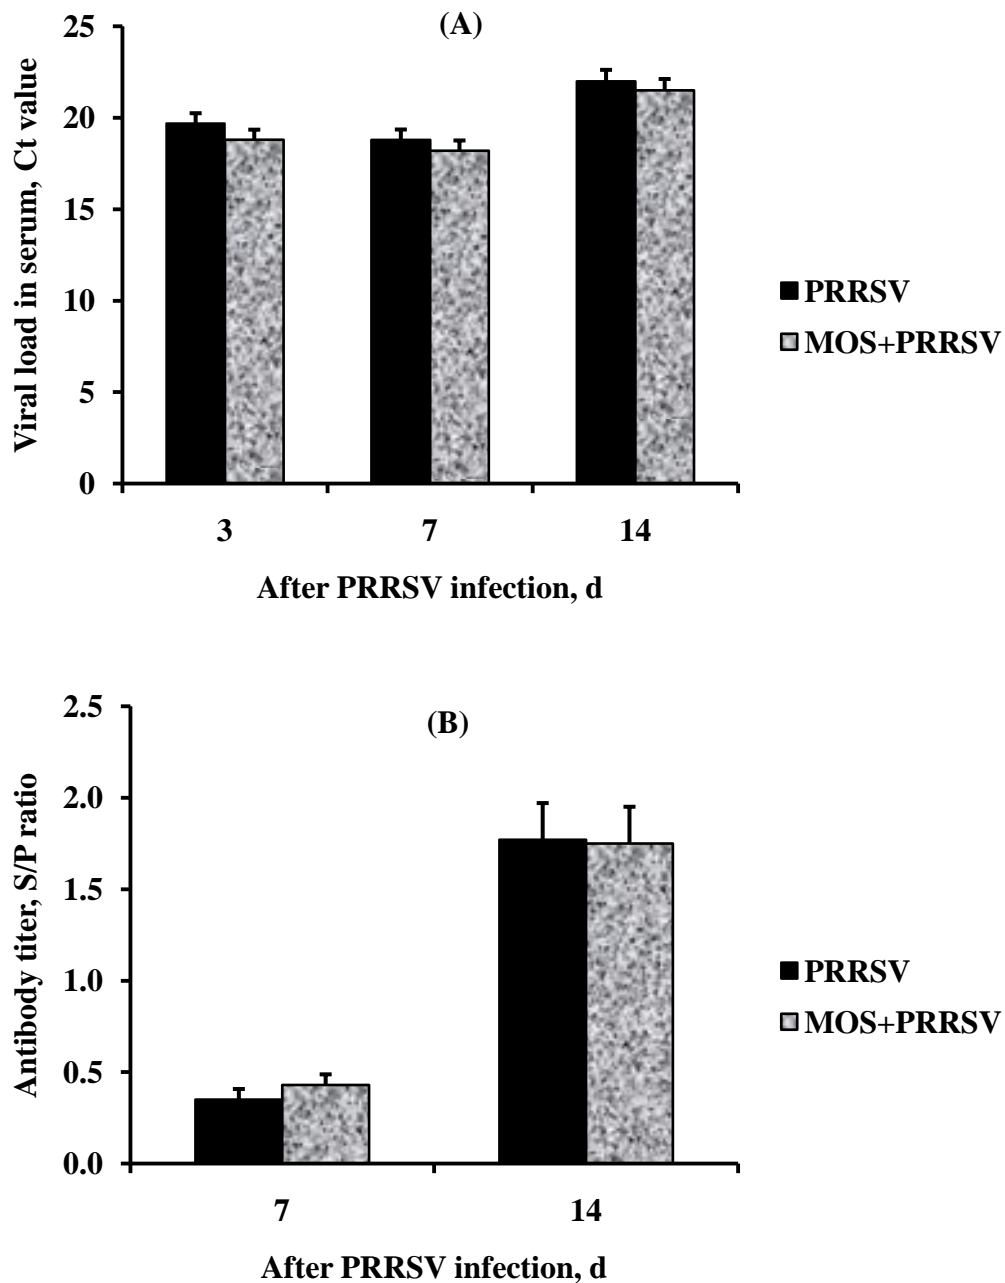 (A)
Viral load in serum, Ct value
25
20
15
10
5
0
3
7
14
After PRRSV infection, d
PRRSV
MOS+PRRSV
(B)
Antibody titer, S/P ratio
2.5
2.0
1.5
1.0
0.5
0.0
7
14
After PRRSV infection, d
PRRSV
MOS+PRRSV